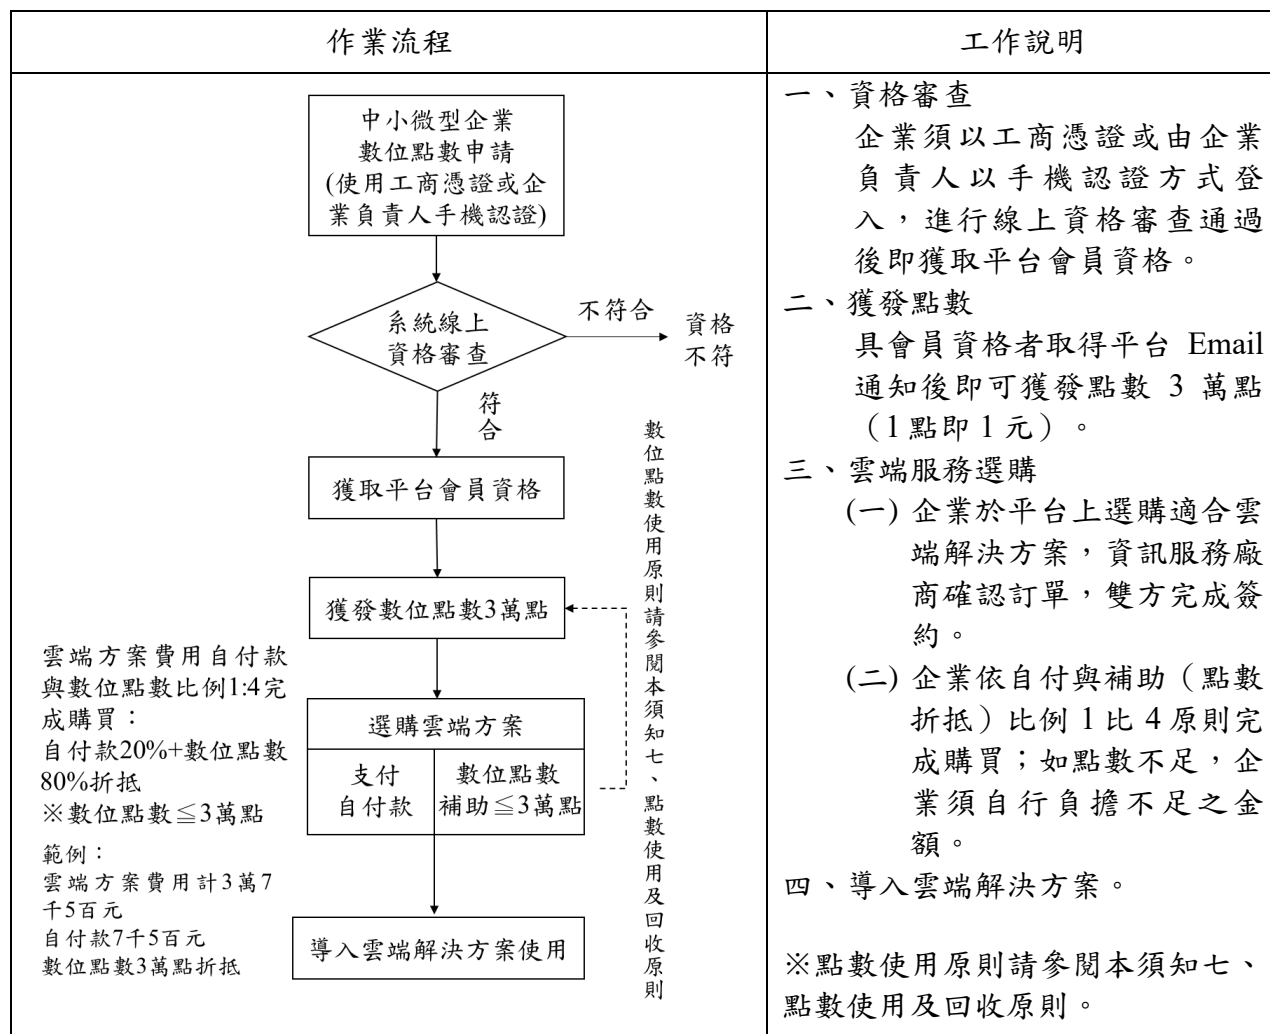 作業流程
中小微型企業
數位點數申請
(使用工商憑證或企
業負責人手機認證)
系統線上
資格審查
不符合
資格
不符
符
合
獲取平台會員資格
獲發數位點數3萬點
選購雲端方案
支付
自付款
數位點數
補助≦3萬點
導入雲端解決方案使用
數位點數使用原則請參閱本須知七、點數使用及回收原則
雲端方案費用自付款
與數位點數比例1:4完
成購買：
自付款20%+數位點數
80%折抵
※數位點數≦3萬點
範例：
雲端方案費用計3萬7
千5百元
自付款7千5百元
數位點數3萬點折抵
工作說明
一、資格審查
企業須以工商憑證或由企業
負責人以手機認證方式登
入，進行線上資格審查通過
後即獲取平台會員資格。
二、獲發點數
具會員資格者取得平台 Email
通知後即可獲發點數 3 萬點
（1點即1元）。
三、雲端服務選購
(一) 企業於平台上選購適合雲
端解決方案，資訊服務廠
商確認訂單，雙方完成簽
約。
(二) 企業依自付與補助（點數
折抵）比例 1 比 4 原則完
成購買；如點數不足，企
業須自行負擔不足之金
額。
四、導入雲端解決方案。
※點數使用原則請參閱本須知七、
點數使用及回收原則。